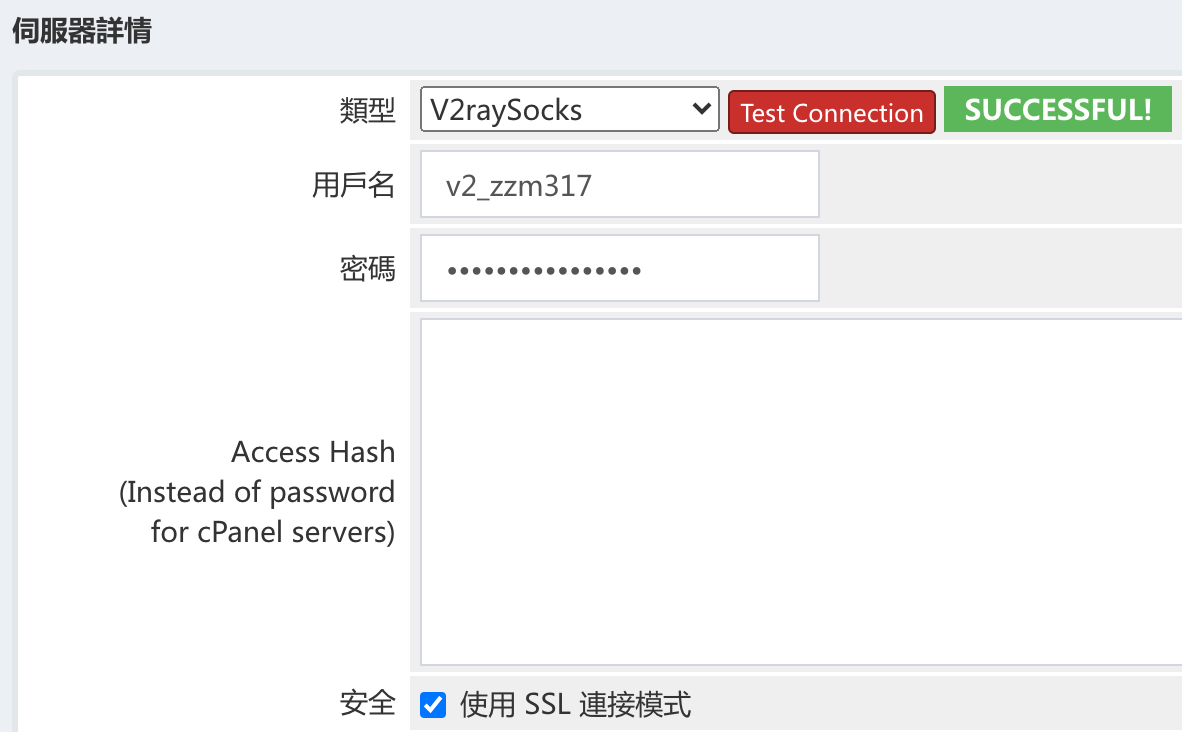 伺服器詳情
類型 V2raySocks Test Connection SUCCESSFUL!
用戶名 v2_zzm317
密碼 ••••••••••••••••
Access Hash
(Instead of password
for cPanel servers)
安全 使用 SSL 連接模式